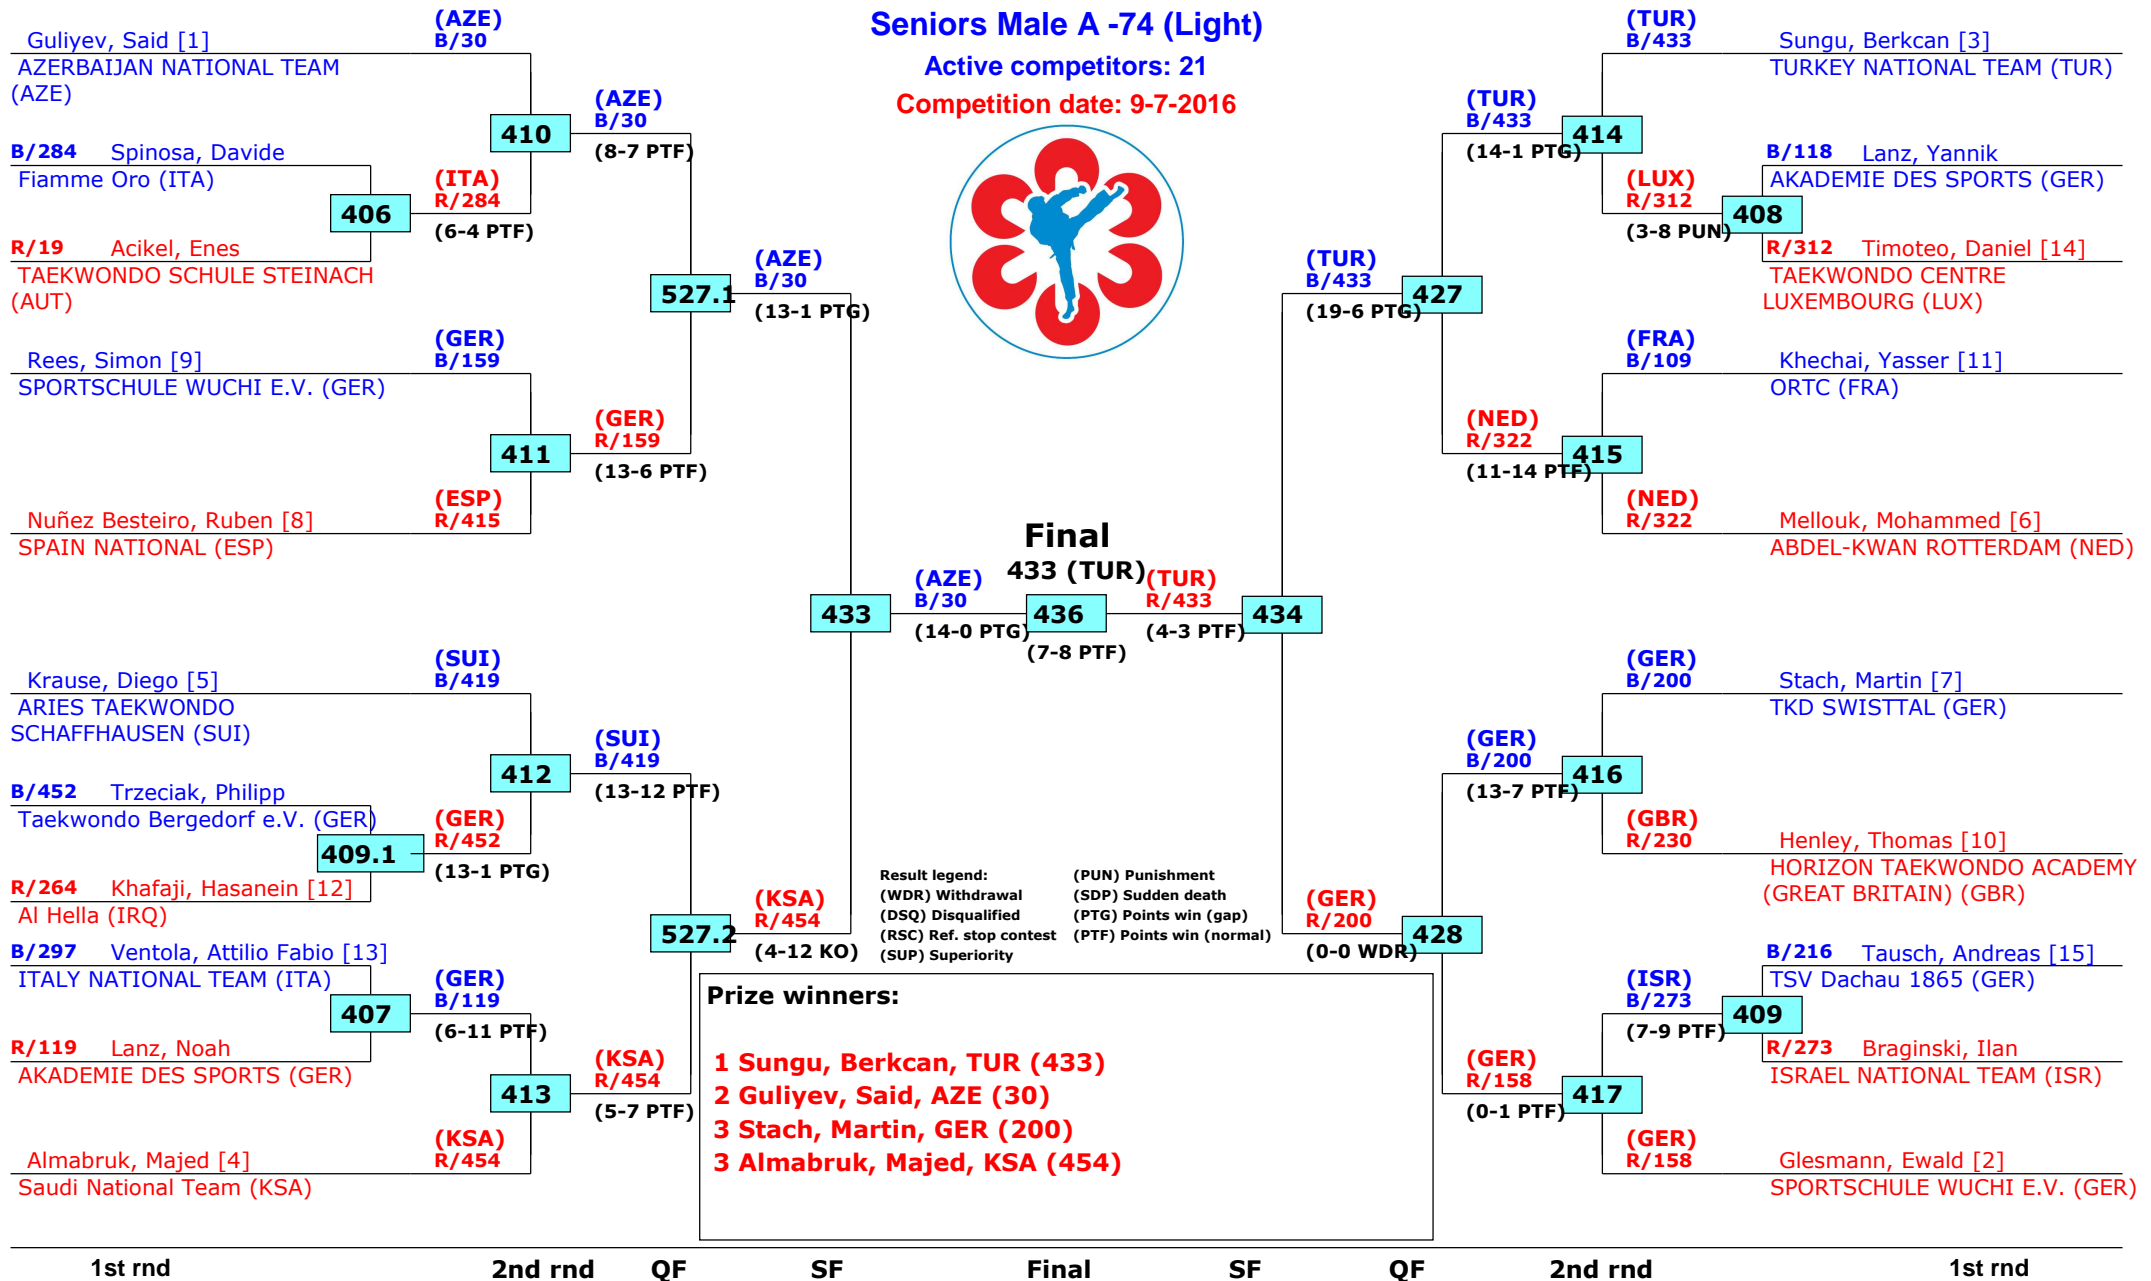 Seniors Male A -74 (Light)
Active competitors: 21
Competition date: 9-7-2016
(AZE)
B/30
Guliyev, Said [1]
AZERBAIJAN NATIONAL TEAM
(AZE)
410
(AZE)
B/30
(8-7 PTF)
B/284 Spinosa, Davide
Fiamme Oro (ITA)
406
(ITA)
R/284
(6-4 PTF)
R/19 Acikel, Enes
TAEKWONDO SCHULE STEINACH
(AUT)
527.1
(AZE)
B/30
(13-1 PTG)
(GER)
B/159
Rees, Simon [9]
SPORTSCHULE WUCHI E.V. (GER)
411
(GER)
R/159
(13-6 PTF)
(ESP)
R/415
Nuñez Besteiro, Ruben [8]
SPAIN NATIONAL (ESP)
433
(AZE)
B/30
(14-0 PTG)
(SUI)
B/419
Krause, Diego [5]
ARIES TAEKWONDO
SCHAFFHAUSEN (SUI)
412
(SUI)
B/419
(13-12 PTF)
B/452 Trzeciak, Philipp
Taekwondo Bergedorf e.V. (GER)
409.1
(GER)
R/452
(13-1 PTG)
R/264 Khafaji, Hasanein [12]
Al Hella (IRQ)
527.2
(KSA)
R/454
(4-12 KO)
B/297 Ventola, Attilio Fabio [13]
ITALY NATIONAL TEAM (ITA)
407
(GER)
B/119
(6-11 PTF)
R/119 Lanz, Noah
AKADEMIE DES SPORTS (GER)
413
(KSA)
R/454
(5-7 PTF)
(KSA)
R/454
Almabruk, Majed [4]
Saudi National Team (KSA)
Final
433 (TUR)
436
(7-8 PTF)
(TUR)
R/433
(4-3 PTF)
434
(TUR)
B/433
Sungu, Berkcan [3]
TURKEY NATIONAL TEAM (TUR)
(TUR)
B/433
(14-1 PTG)
414
B/118 Lanz, Yannik
AKADEMIE DES SPORTS (GER)
(LUX)
R/312
(3-8 PUN)
408
R/312 Timoteo, Daniel [14]
TAEKWONDO CENTRE
LUXEMBOURG (LUX)
(TUR)
B/433
(19-6 PTG)
427
(FRA)
B/109
Khechai, Yasser [11]
ORTC (FRA)
(NED)
R/322
(11-14 PTF)
415
(NED)
R/322
Mellouk, Mohammed [6]
ABDEL-KWAN ROTTERDAM (NED)
(GER)
B/200
Stach, Martin [7]
TKD SWISTTAL (GER)
(GER)
B/200
(13-7 PTF)
416
(GBR)
R/230
Henley, Thomas [10]
HORIZON TAEKWONDO ACADEMY
(GREAT BRITAIN) (GBR)
(GER)
R/200
(0-0 WDR)
428
B/216 Tausch, Andreas [15]
TSV Dachau 1865 (GER)
(ISR)
B/273
(7-9 PTF)
409
R/273 Braginski, Ilan
ISRAEL NATIONAL TEAM (ISR)
(GER)
R/158
(0-1 PTF)
417
(GER)
R/158
Glesmann, Ewald [2]
SPORTSCHULE WUCHI E.V. (GER)
Result legend:
(WDR) Withdrawal
(DSQ) Disqualified
(RSC) Ref. stop contest
(SUP) Superiority
(PUN) Punishment
(SDP) Sudden death
(PTG) Points win (gap)
(PTF) Points win (normal)
Prize winners:
1 Sungu, Berkcan, TUR (433)
2 Guliyev, Said, AZE (30)
3 Stach, Martin, GER (200)
3 Almabruk, Majed, KSA (454)
1st rnd 2nd rnd QF SF Final SF QF 2nd rnd 1st rnd